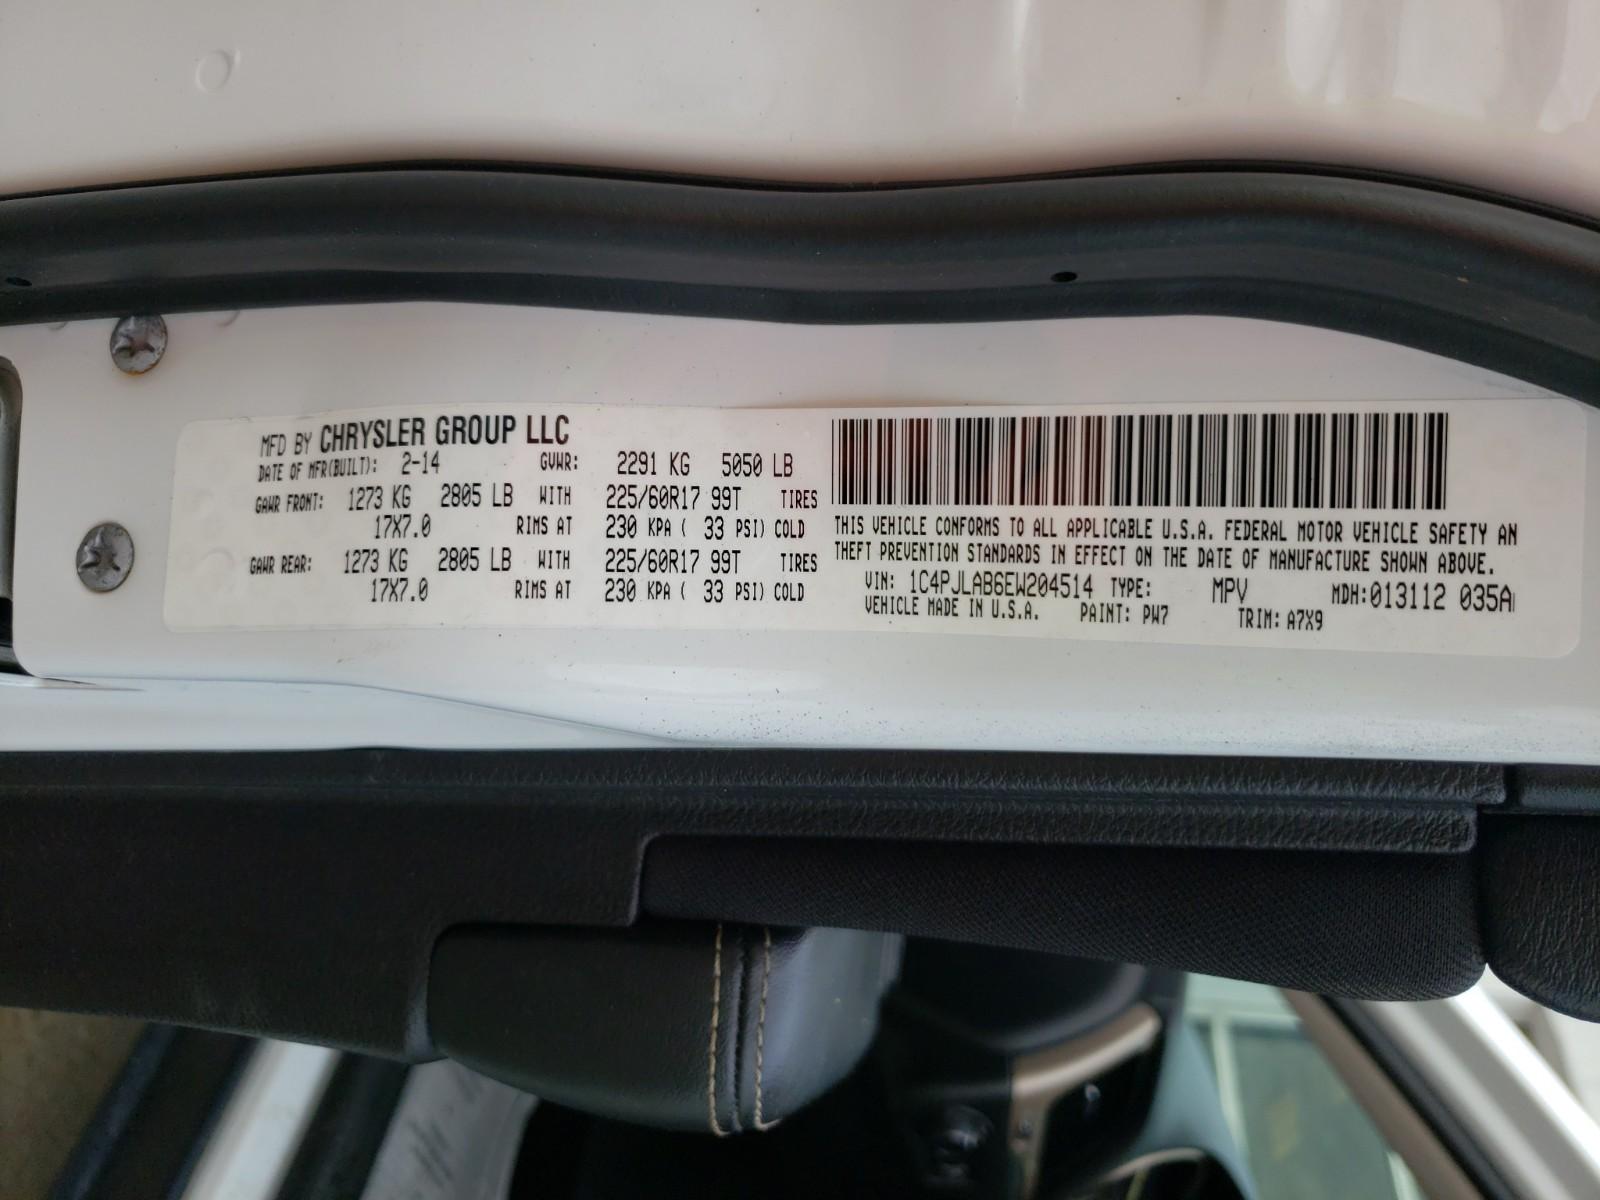 MFD BY CHRYSLER GROUP LLC
DATE OF MFR(BUILT): 2-14 GVWR: 2291 KG 5050 LB
GAWR FRONT: 1273 KG 2805 LB WITH 225/60R17 99T TIRES
17X7.0 RIMS AT 230 KPA ( 33 PSI) COLD
GAWR REAR: 1273 KG 2805 LB WITH 225/60R17 99T TIRES
17X7.0 RIMS AT 230 KPA ( 33 PSI) COLD
THIS VEHICLE CONFORMS TO ALL APPLICABLE U.S.A. FEDERAL MOTOR VEHICLE SAFETY AN
THEFT PREVENTION STANDARDS IN EFFECT ON THE DATE OF MANUFACTURE SHOWN ABOVE.
VIN: 1C4PJLAB6EW204514 TYPE: MPV MDH:013112 035A
VEHICLE MADE IN U.S.A. PAINT: PW7 TRIM: A7X9